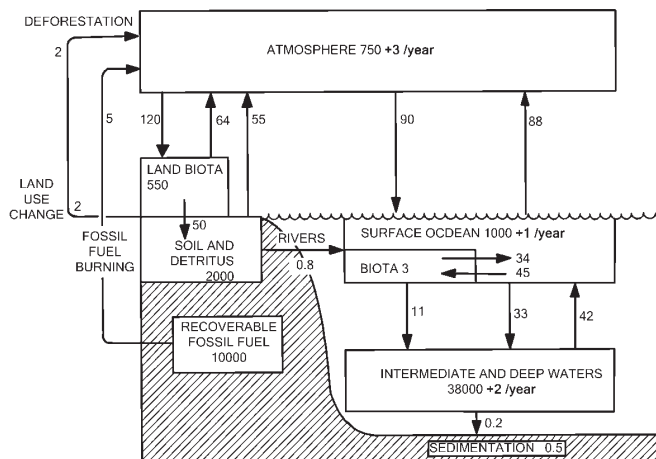 DEFORESTATION
2
ATMOSPHERE 750 +3 /year
5
120
64
55
90
88
LAND BIOTA
550
LAND
USE
CHANGE
2
50
FOSSIL
FUEL
BURNING
SOIL AND
DETRITUS
2000
RIVERS
0.8
SURFACE OCDEAN 1000 +1 /year
BIOTA 3
34
45
11
33
42
RECOVERABLE
FOSSIL FUEL
10000
INTERMEDIATE AND DEEP WATERS
38000 +2 /year
0.2
SEDIMENTATION 0.5